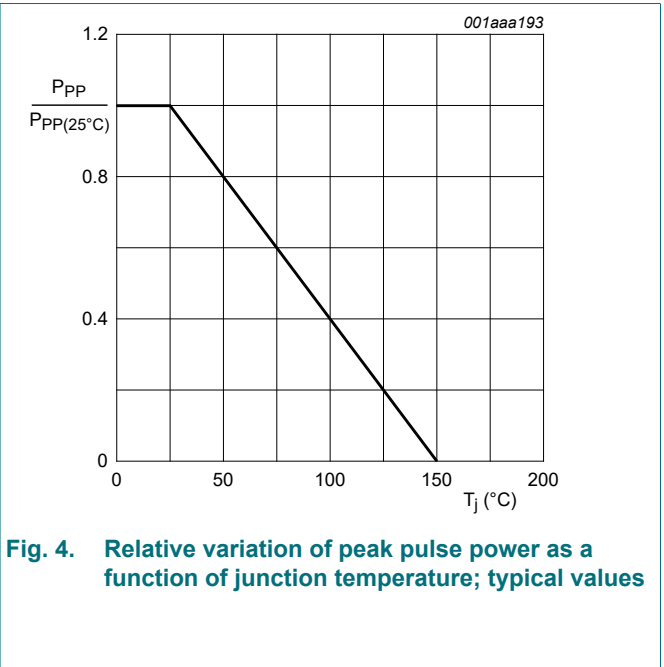 001aaa193
1.2
PPP
PPP(25°C)
0.8
0.4
0
0
50
100
150
200
Tj (°C)
Fig. 4. Relative variation of peak pulse power as a
function of junction temperature; typical values